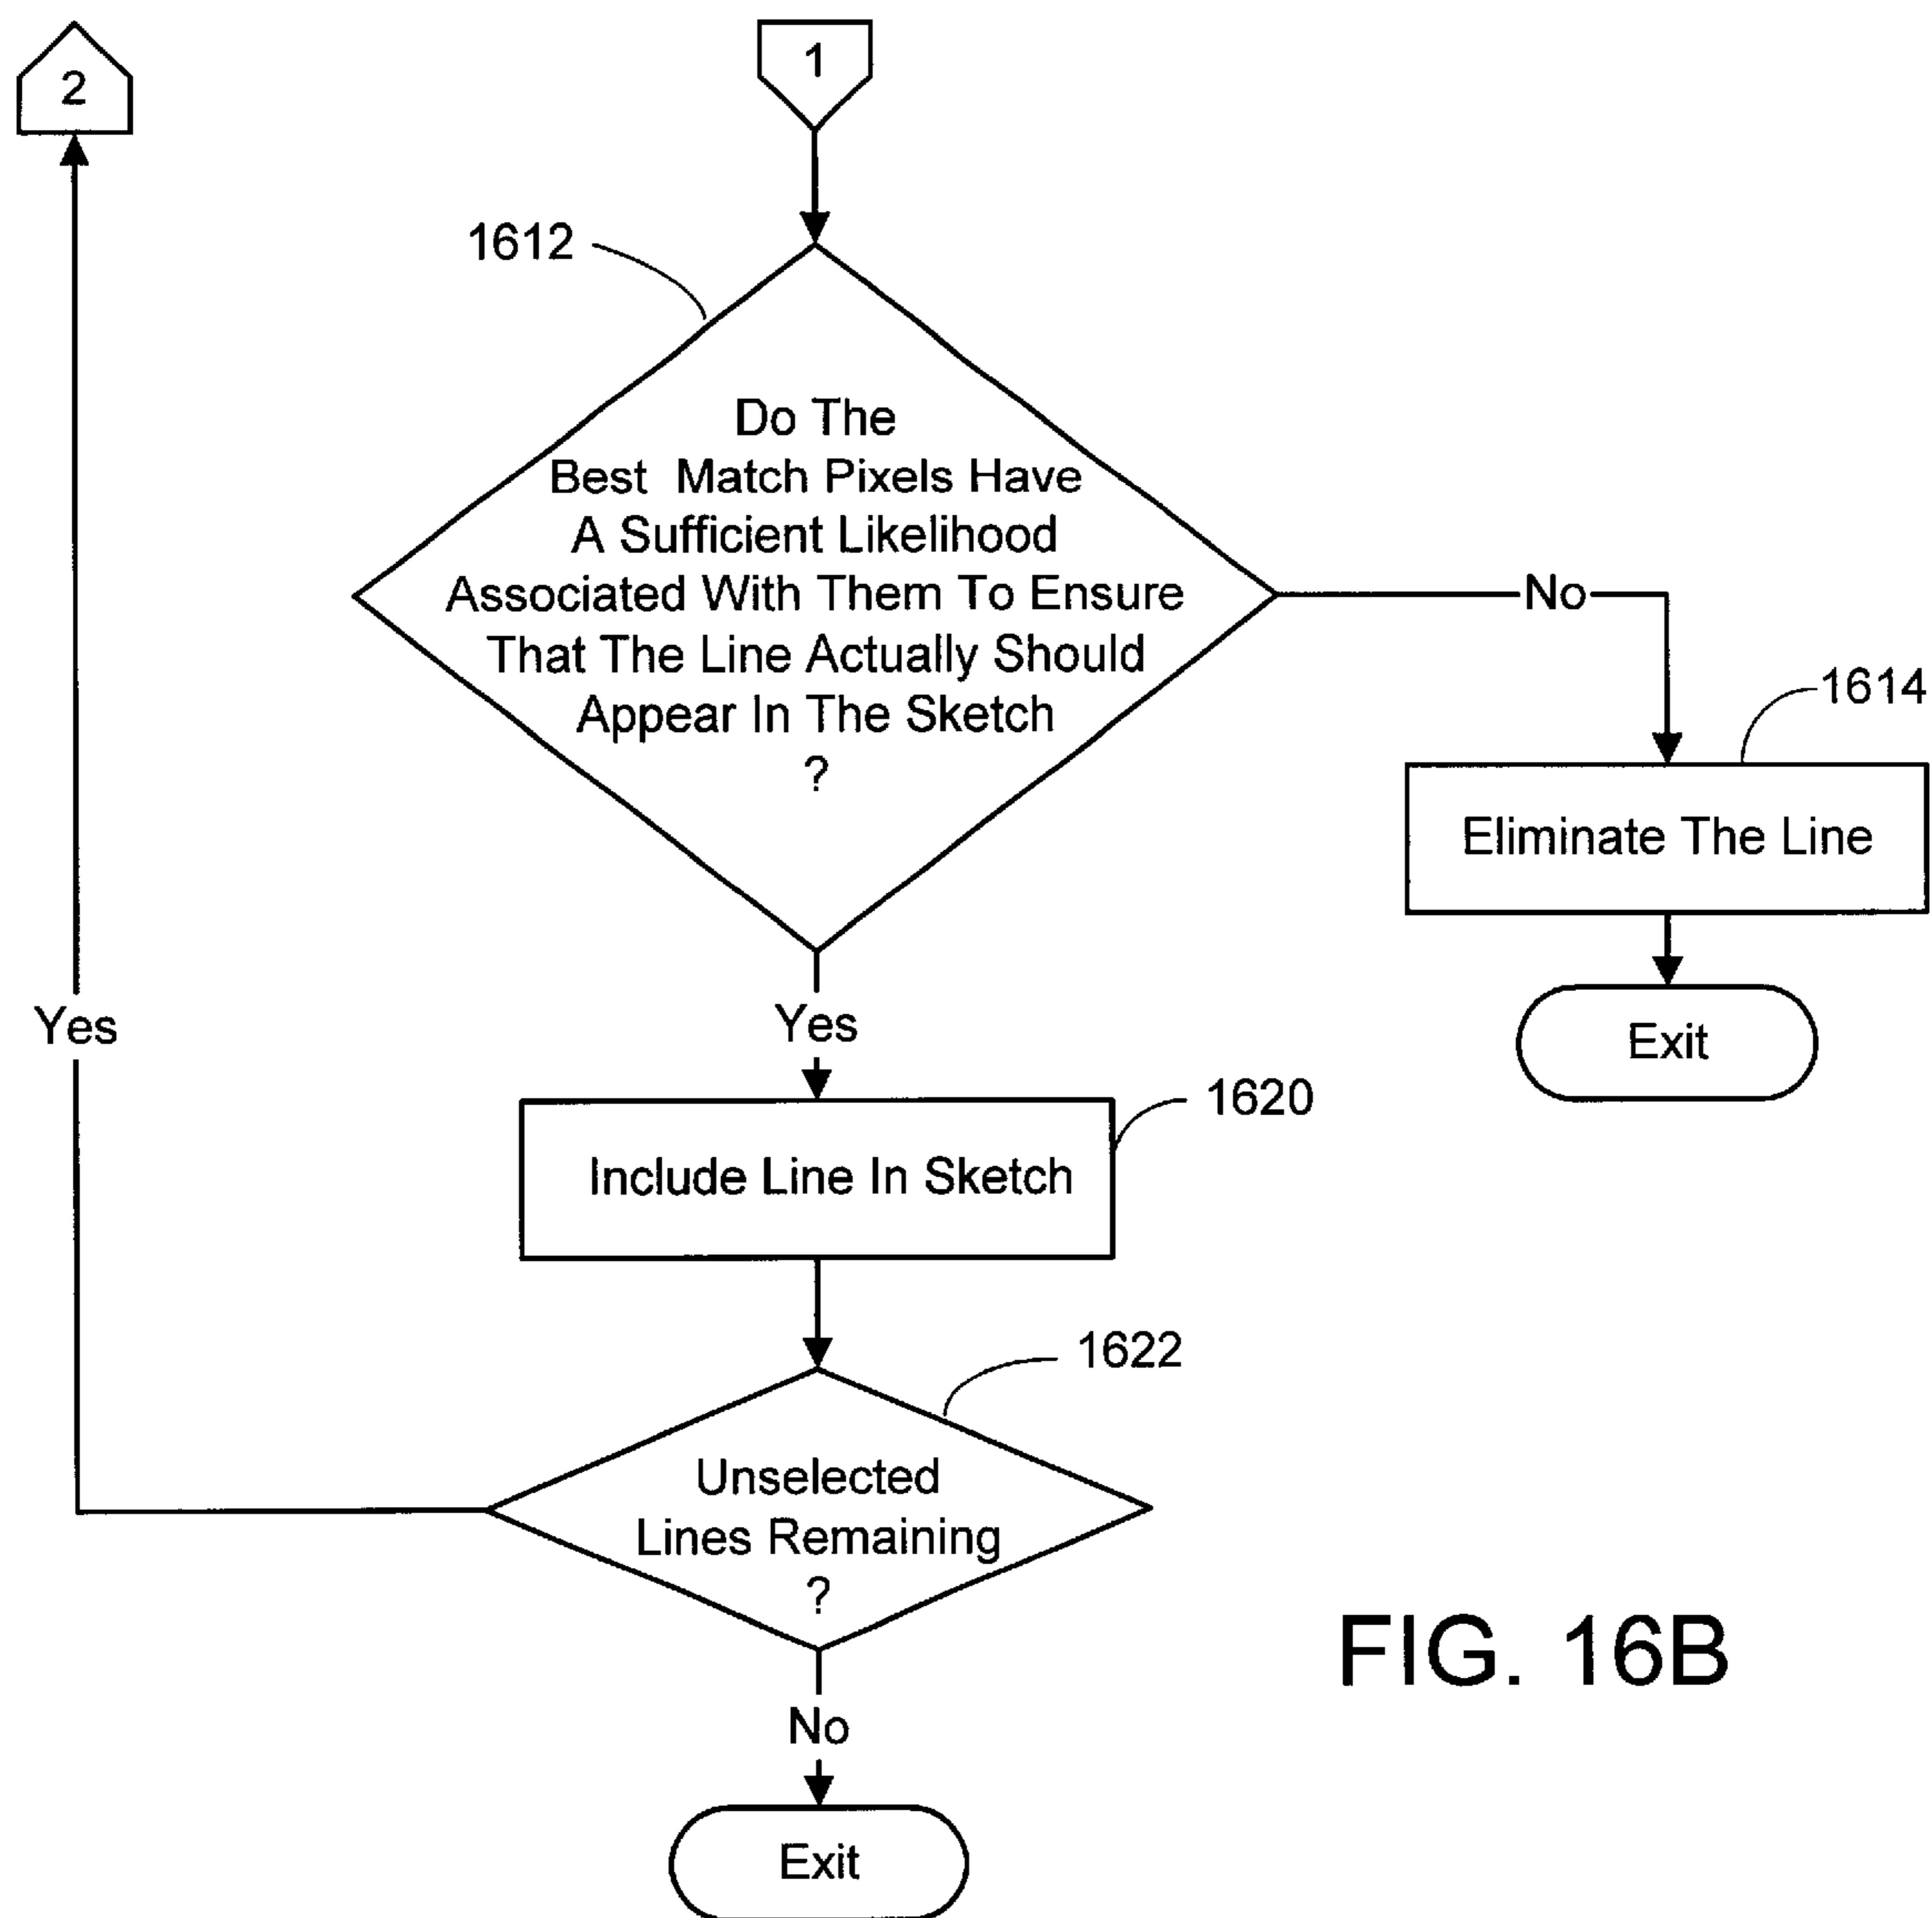 2
1
1612
Do The
Best Match Pixels Have
A Sufficient Likelihood
Associated With Them To Ensure
That The Line Actually Should
Appear In The Sketch
?
No
1614
Eliminate The Line
Exit
Yes
Yes
1620
Include Line In Sketch
1622
Unselected
Lines Remaining
?
No
Exit
FIG. 16B